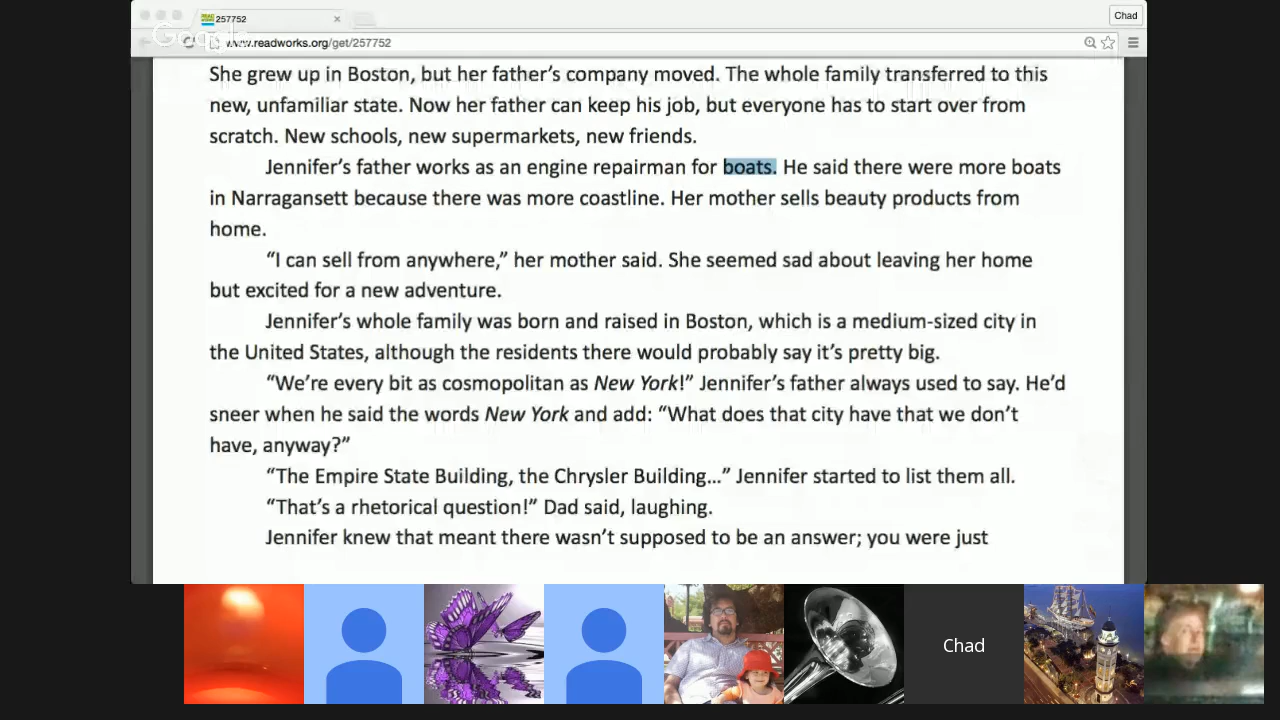 257752
Chad
Google
www.readworks.org/get/257752
She grew up in Boston, but her father’s company moved. The whole family transferred to this
new, unfamiliar state. Now her father can keep his job, but everyone has to start over from
scratch. New schools, new supermarkets, new friends.
Jennifer’s father works as an engine repairman for boats. He said there were more boats
in Narragansett because there was more coastline. Her mother sells beauty products from
home.
“I can sell from anywhere,” her mother said. She seemed sad about leaving her home
but excited for a new adventure.
Jennifer’s whole family was born and raised in Boston, which is a medium-sized city in
the United States, although the residents there would probably say it’s pretty big.
“We’re every bit as cosmopolitan as New York!” Jennifer’s father always used to say. He’d
sneer when he said the words New York and add: “What does that city have that we don’t
have, anyway?”
“The Empire State Building, the Chrysler Building…” Jennifer started to list them all.
“That’s a rhetorical question!” Dad said, laughing.
Jennifer knew that meant there wasn’t supposed to be an answer; you were just
Chad